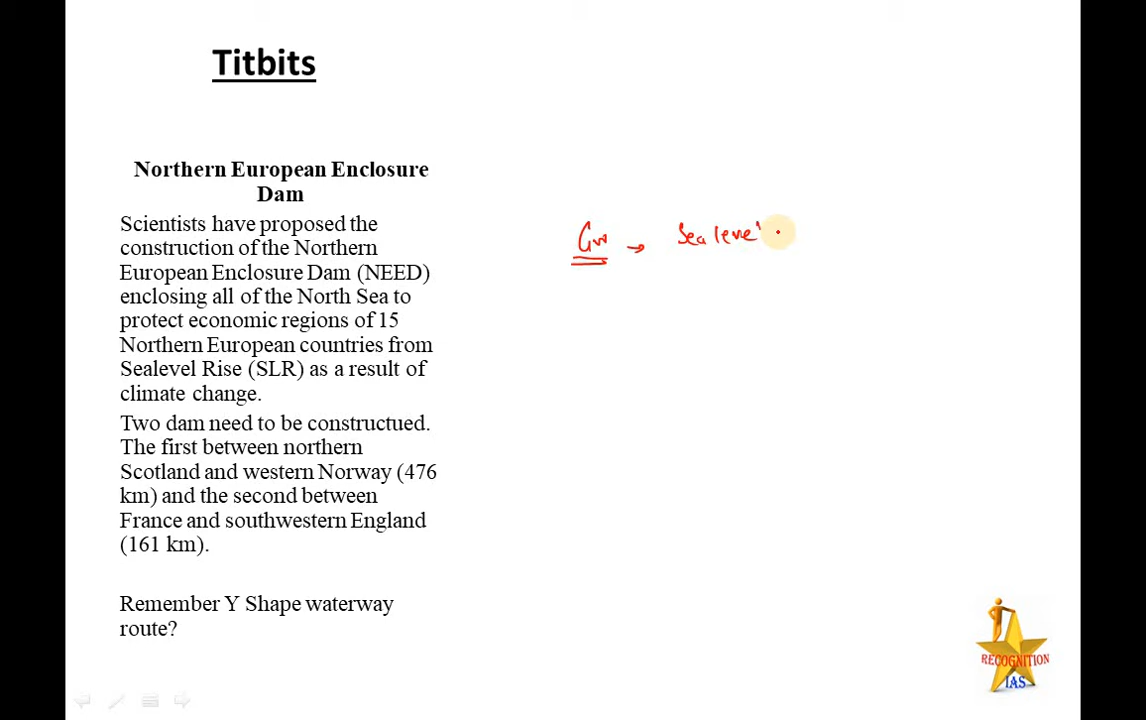 Titbits
Northern European Enclosure
Dam
Scientists have proposed the
construction of the Northern
European Enclosure Dam (NEED)
enclosing all of the North Sea to
protect economic regions of 15
Northern European countries from
Sealevel Rise (SLR) as a result of
climate change.
Two dam need to be constructued.
The first between northern
Scotland and western Norway (476
km) and the second between
France and southwestern England
(161 km).
Remember Y Shape waterway
route?
GW → Sea level
RECOGNITION
IAS